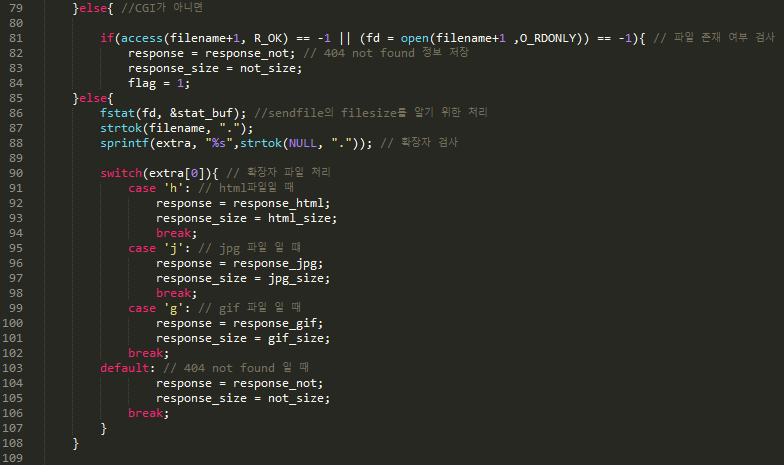 79 }else{ //CGI가 아니면
80
81 if(access(filename+1, R_OK) == -1 || (fd = open(filename+1 ,O_RDONLY)) == -1){ // 파일 존재 여부 검사
82 response = response_not; // 404 not found 정보 저장
83 response_size = not_size;
84 flag = 1;
85 }else{
86 fstat(fd, &stat_buf); //sendfile의 filesize를 알기 위한 처리
87 strtok(filename, ".");
88 sprintf(extra, "%s",strtok(NULL, ".")); // 확장자 검사
89
90 switch(extra[0]){ // 확장자 파일 처리
91 case 'h': // html파일일 때
92 response = response_html;
93 response_size = html_size;
94 break;
95 case 'j': // jpg 파일 일 때
96 response = response_jpg;
97 response_size = jpg_size;
98 break;
99 case 'g': // gif 파일 일 때
100 response = response_gif;
101 response_size = gif_size;
102 break;
103 default: // 404 not found 일 때
104 response = response_not;
105 response_size = not_size;
106 break;
107 }
108 }
109